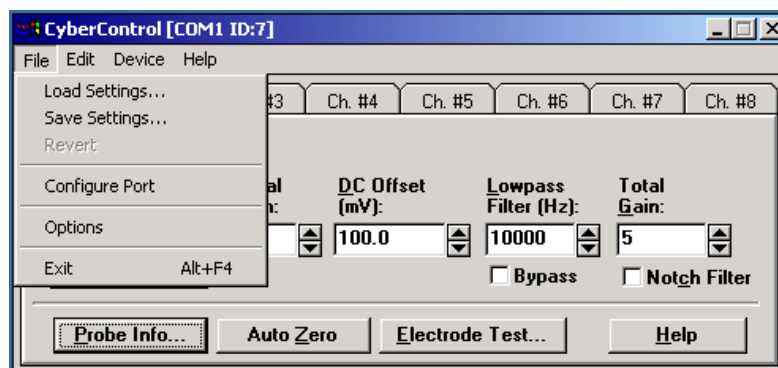 CyberControl [COM1 ID:7]
File Edit Device Help
Load Settings...
Save Settings...
Revert
Configure Port
Options
Exit Alt+F4
#3 Ch. #4 Ch. #5 Ch. #6 Ch. #7 Ch. #8
DC Offset (mV):
100.0
Lowpass Filter (Hz):
10000
Bypass
Total Gain:
5
Notch Filter
Probe Info... Auto Zero Electrode Test... Help